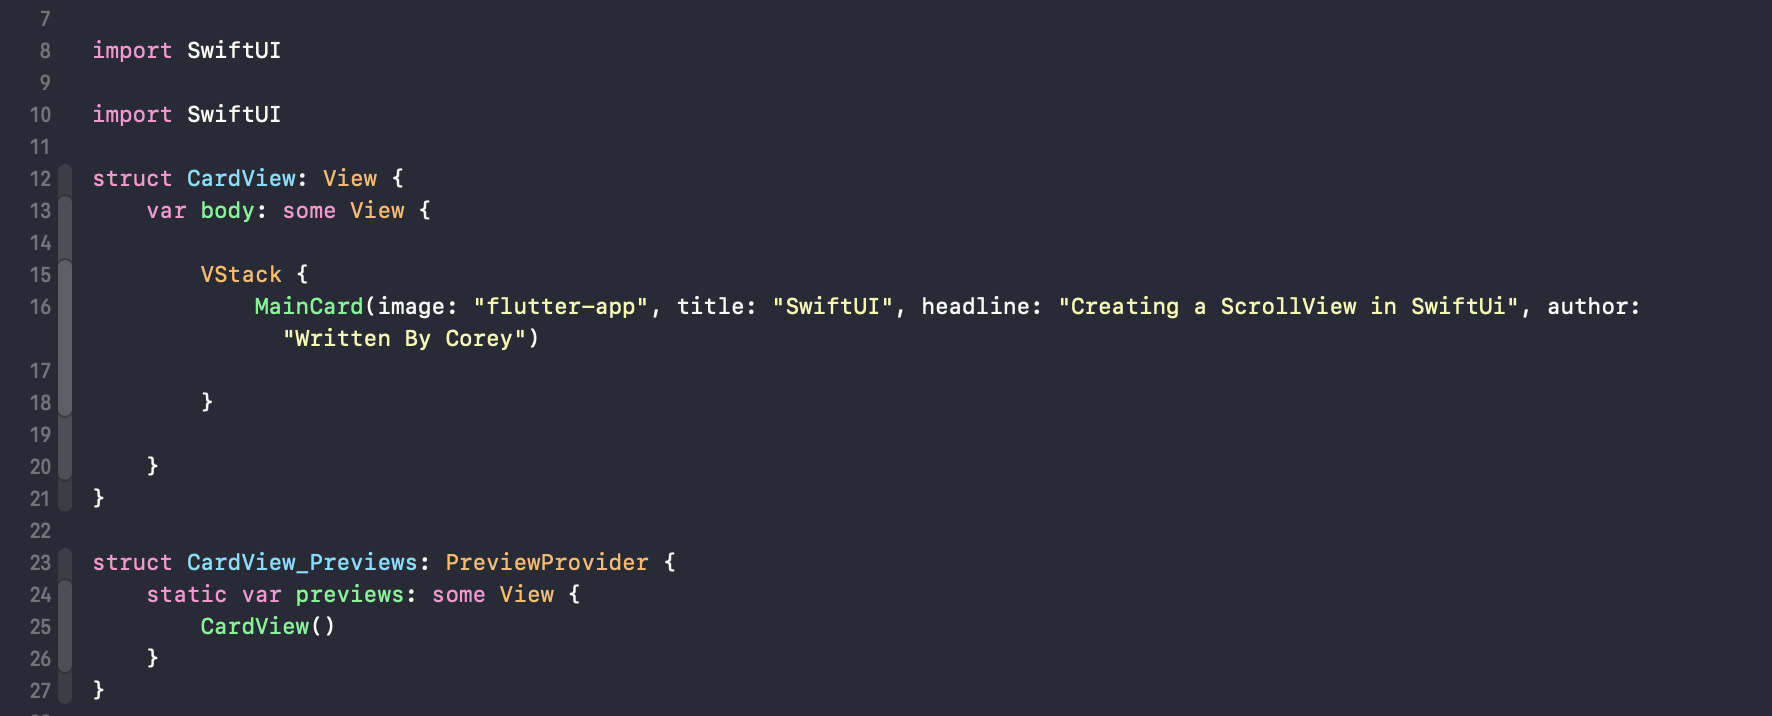 7
8 import SwiftUI
9
10 import SwiftUI
11
12 struct CardView: View {
13     var body: some View {
14
15         VStack {
16             MainCard(image: "flutter-app", title: "SwiftUI", headline: "Creating a ScrollView in SwiftUi", author:
               "Written By Corey")
17
18         }
19
20     }
21 }
22
23 struct CardView_Previews: PreviewProvider {
24     static var previews: some View {
25         CardView()
26     }
27 }